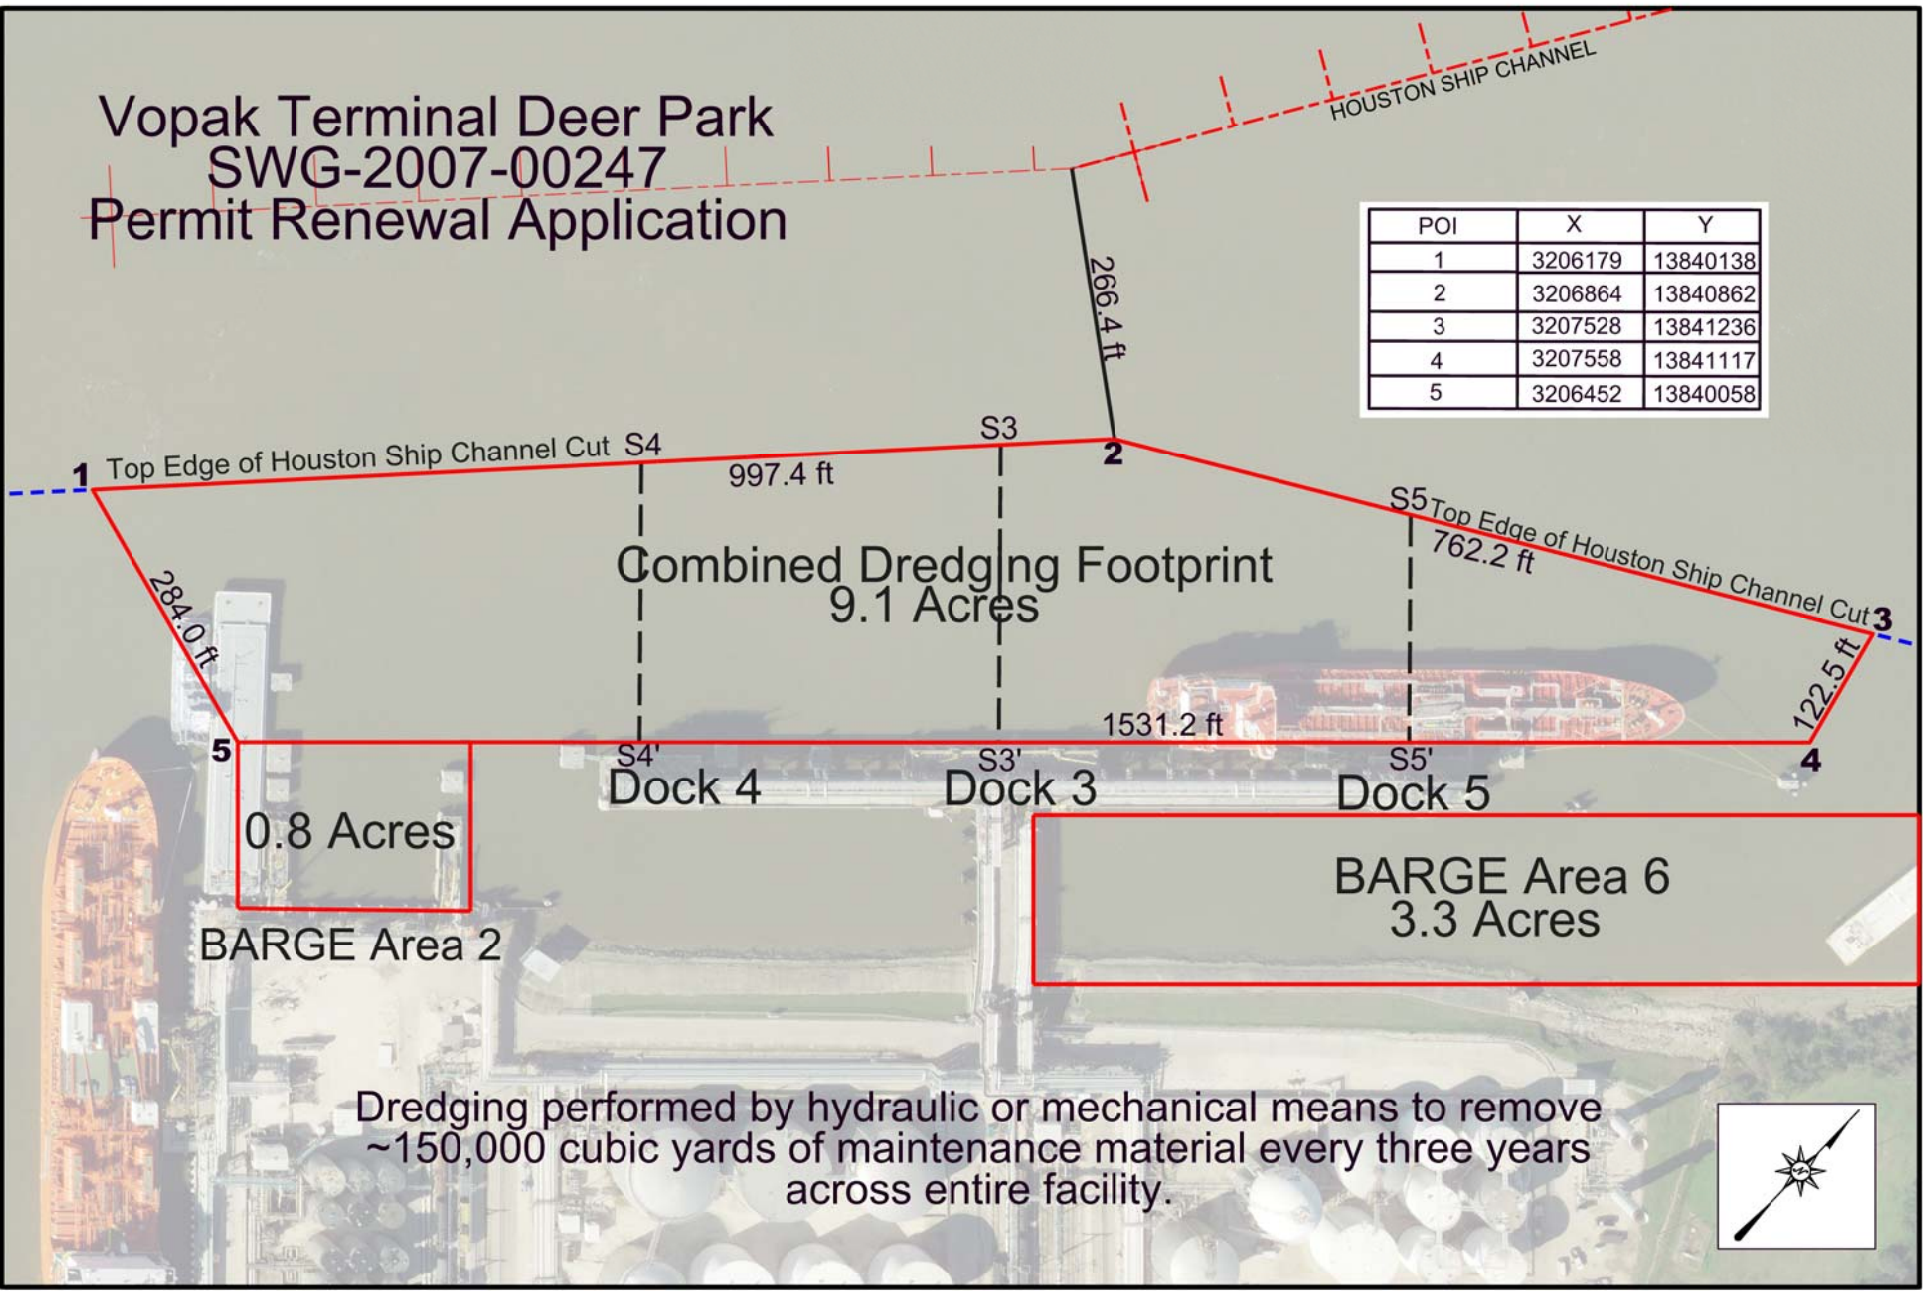 Vopak Terminal Deer Park
SWG-2007-00247
Permit Renewal Application
HOUSTON SHIP CHANNEL
POI X Y
1 3206179 13840138
2 3206864 13840862
3 3207528 13841236
4 3207558 13841117
5 3206452 13840058
266.4 ft
1
Top Edge of Houston Ship Channel Cut
S4
S3
2
997.4 ft
S5
Top Edge of Houston Ship Channel Cut
762.2 ft
3
Combined Dredging Footprint
9.1 Acres
284.0 ft
122.5 ft
1531.2 ft
5
S4'
S3'
S5'
4
Dock 4
Dock 3
Dock 5
0.8 Acres
BARGE Area 2
BARGE Area 6
3.3 Acres
Dredging performed by hydraulic or mechanical means to remove
~150,000 cubic yards of maintenance material every three years
across entire facility.